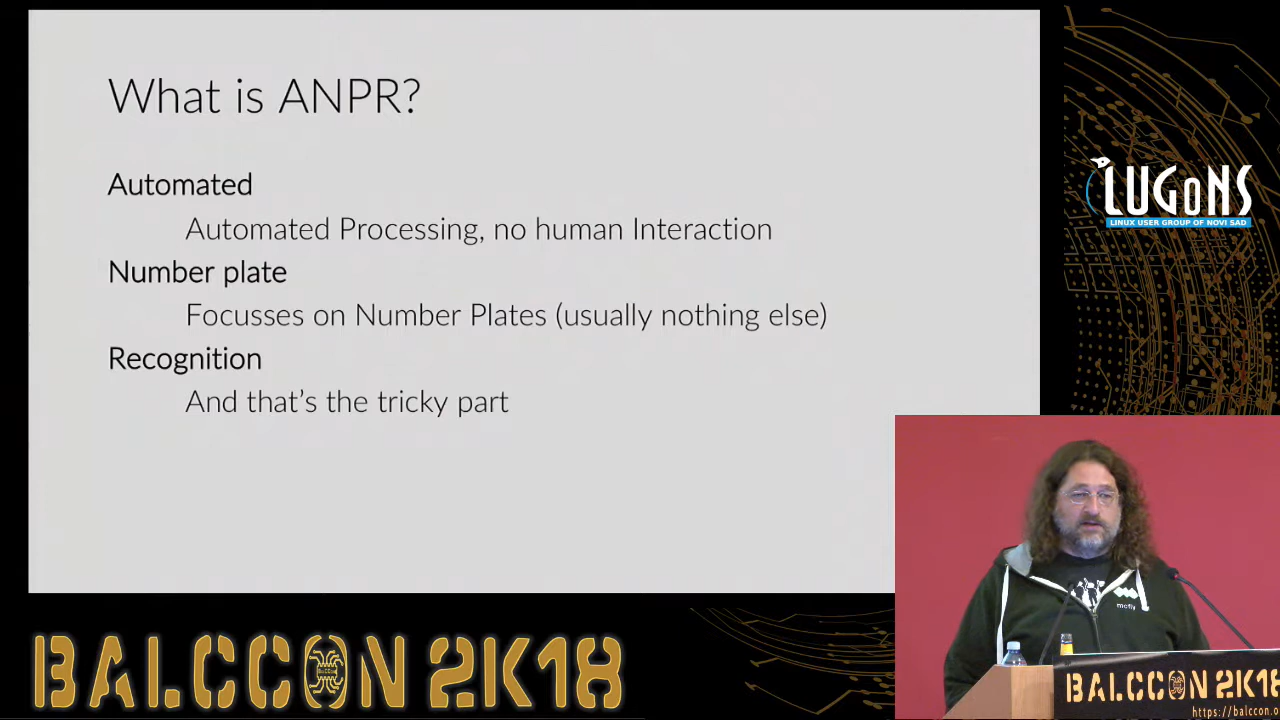 What is ANPR?
Automated
Automated Processing, no human Interaction
Number plate
Focusses on Number Plates (usually nothing else)
Recognition
And that's the tricky part
LUGoNS
LINUX USER GROUP OF NOVI SAD
mcfly
BALCCON 2K18
BALCCON 2K18
https://balccon.o